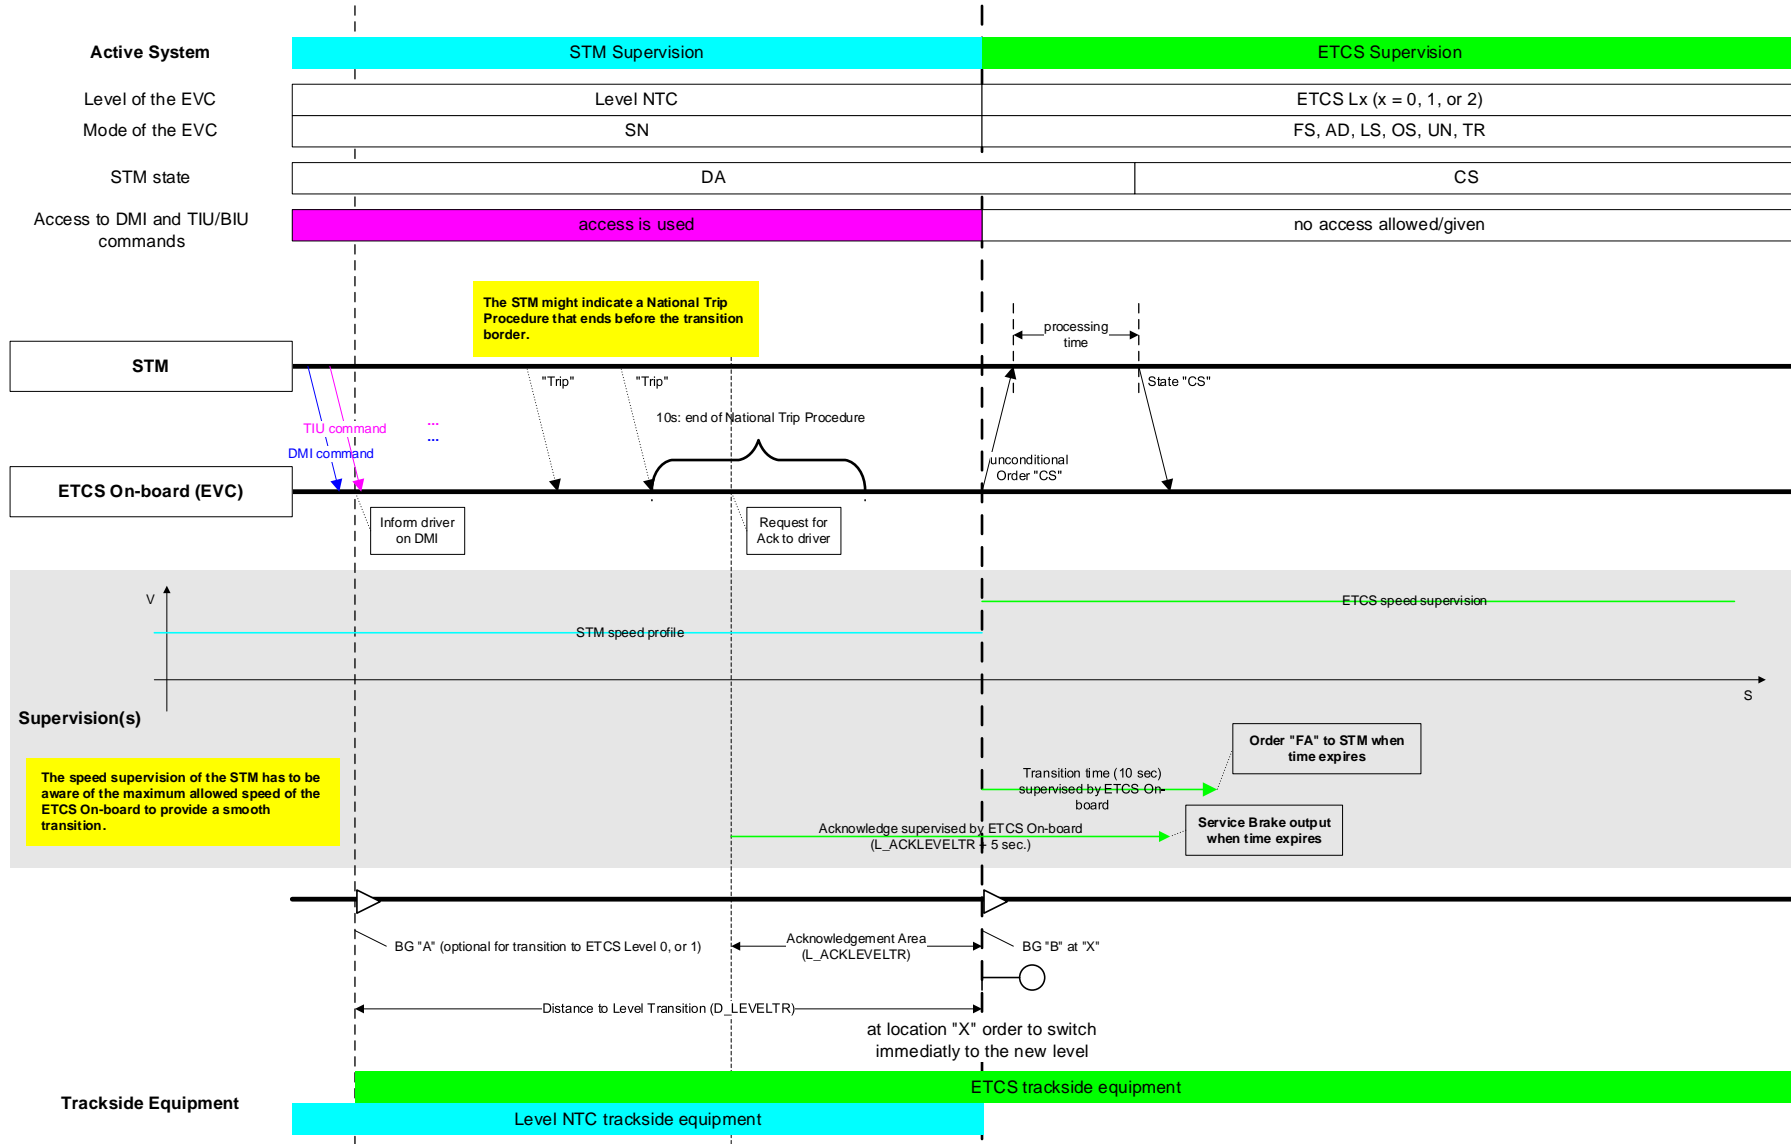 Active System
STM Supervision
ETCS Supervision
Level of the EVC
Level NTC
ETCS Lx (x = 0, 1, or 2)
Mode of the EVC
SN
FS, AD, LS, OS, UN, TR
STM state
DA
CS
Access to DMI and TIU/BIU
commands
access is used
no access allowed/given
The STM might indicate a National Trip
Procedure that ends before the transition
border.
processing
time
STM
"Trip"
"Trip"
State "CS"
TIU command
...
DMI command
...
10s: end of National Trip Procedure
unconditional
Order "CS"
ETCS On-board (EVC)
Inform driver
on DMI
Request for
Ack to driver
V
ETCS speed supervision
STM speed profile
S
Supervision(s)
Order "FA" to STM when
time expires
The speed supervision of the STM has to be
aware of the maximum allowed speed of the
ETCS On-board to provide a smooth
transition.
Transition time (10 sec)
supervised by ETCS On-
board
Acknowledge supervised by ETCS On-board
(L_ACKLEVELTR + 5 sec.)
Service Brake output
when time expires
BG "A" (optional for transition to ETCS Level 0, or 1)
Acknowledgement Area
(L_ACKLEVELTR)
BG "B" at "X"
Distance to Level Transition (D_LEVELTR)
at location "X" order to switch
immediatly to the new level
Trackside Equipment
ETCS trackside equipment
Level NTC trackside equipment